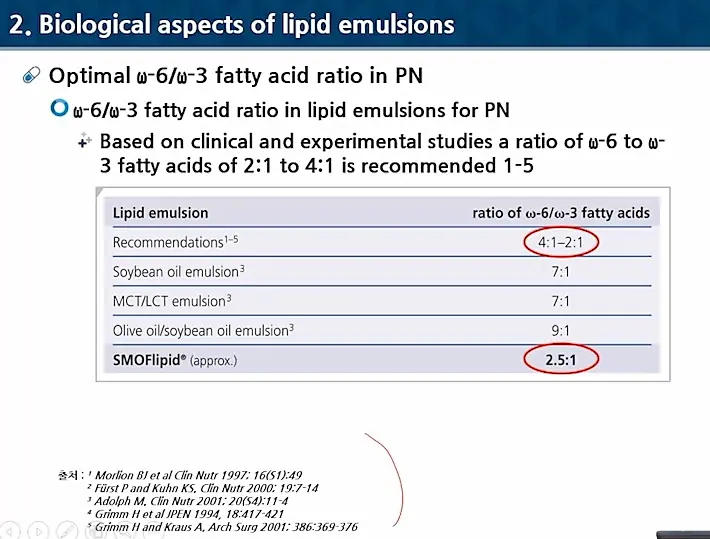 2. Biological aspects of lipid emulsions
Optimal ω-6/ω-3 fatty acid ratio in PN
ω-6/ω-3 fatty acid ratio in lipid emulsions for PN
Based on clinical and experimental studies a ratio of ω-6 to ω-
3 fatty acids of 2:1 to 4:1 is recommended 1-5
Lipid emulsion ratio of ω-6/ω-3 fatty acids
Recommendations1–5 4:1–2:1
Soybean oil emulsion3 7:1
MCT/LCT emulsion3 7:1
Olive oil/soybean oil emulsion3 9:1
SMOFlipid® (approx.) 2.5:1
출처 : 1 Morlion BJ et al Clin Nutr 1997; 16(S1):49
2 Fürst P and Kuhn KS, Clin Nutr 2000; 19:7-14
3 Adolph M, Clin Nutr 2001; 20(S4):11-4
4 Grimm H et al JPEN 1994, 18:417-421
5 Grimm H and Kraus A, Arch Surg 2001; 386:369-376